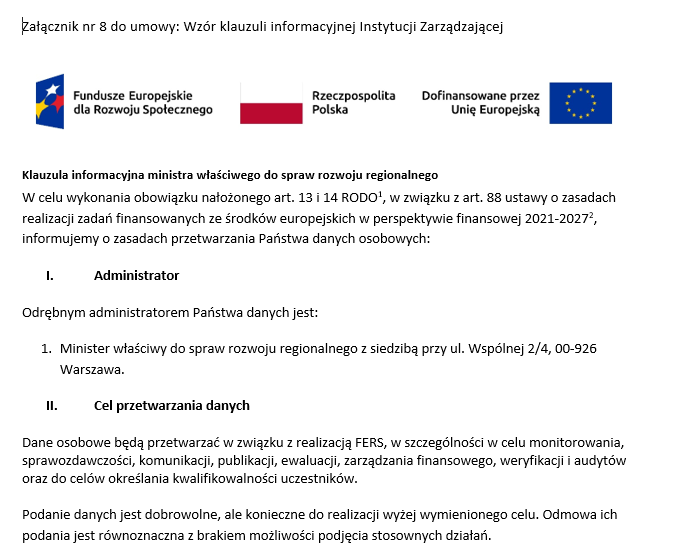 Załącznik nr 8 do umowy: Wzór klauzuli informacyjnej Instytucji Zarządzającej
Fundusze Europejskie
dla Rozwoju Społecznego
Rzeczpospolita
Polska
Dofinansowane przez
Unię Europejską
Klauzula informacyjna ministra właściwego do spraw rozwoju regionalnego
W celu wykonania obowiązku nałożonego art. 13 i 14 RODO¹, w związku z art. 88 ustawy o zasadach
realizacji zadań finansowanych ze środków europejskich w perspektywie finansowej 2021-2027²,
informujemy o zasadach przetwarzania Państwa danych osobowych:
I. Administrator
Odrębnym administratorem Państwa danych jest:
1. Minister właściwy do spraw rozwoju regionalnego z siedzibą przy ul. Wspólnej 2/4, 00-926
Warszawa.
II. Cel przetwarzania danych
Dane osobowe będą przetwarzać w związku z realizacją FERS, w szczególności w celu monitorowania,
sprawozdawczości, komunikacji, publikacji, ewaluacji, zarządzania finansowego, weryfikacji i audytów
oraz do celów określania kwalifikowalności uczestników.
Podanie danych jest dobrowolne, ale konieczne do realizacji wyżej wymienionego celu. Odmowa ich
podania jest równoznaczna z brakiem możliwości podjęcia stosownych działań.